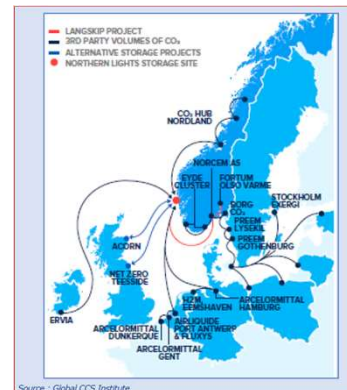 LANGSKIP PROJECT
3RD PARTY VOLUMES OF CO₂
ALTERNATIVE STORAGE PROJECTS
NORTHERN LIGHTS STORAGE SITE
CO₂ HUB
NORDLAND
NORCEM AS
EYDE
CLUSTER
FORTUM
OLSO VARME
BORG
CO₂
PREEM
LYSEKIL
STOCKHOLM
EXERGI
PREEM
GOTHENBURG
ACORN
NET ZERO
TEESSIDE
ERVIA
H2M
EEMSHAVEN
ARCELORMITTAL
HAMBURG
ARCELORMITTAL
DUNKERQUE
AIRLIQUIDE
PORT ANTWERP
& FLUXYS
ARCELORMITTAL
GENT
Source : Global CCS Institute